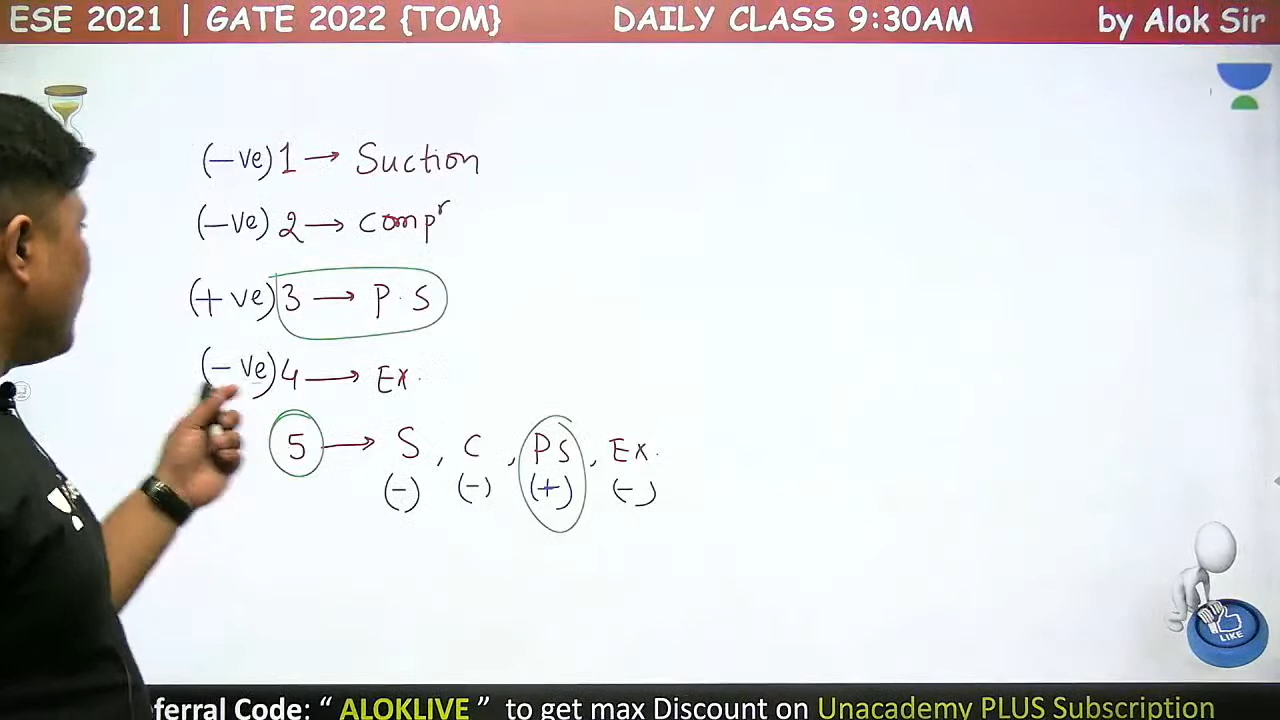 ESE 2021 | GATE 2022 {TOM} DAILY CLASS 9:30AM by Alok Sir
(-ve) 1 → Suction
(-ve) 2 → Compʳ
(+ve) 3 → P.S
(-ve) 4 → Ex.
5 → S, C, PS, Ex.
(-) (-) (+) (-)
LIKE
ferral Code: “ ALOKLIVE ” to get max Discount on Unacademy PLUS Subscription